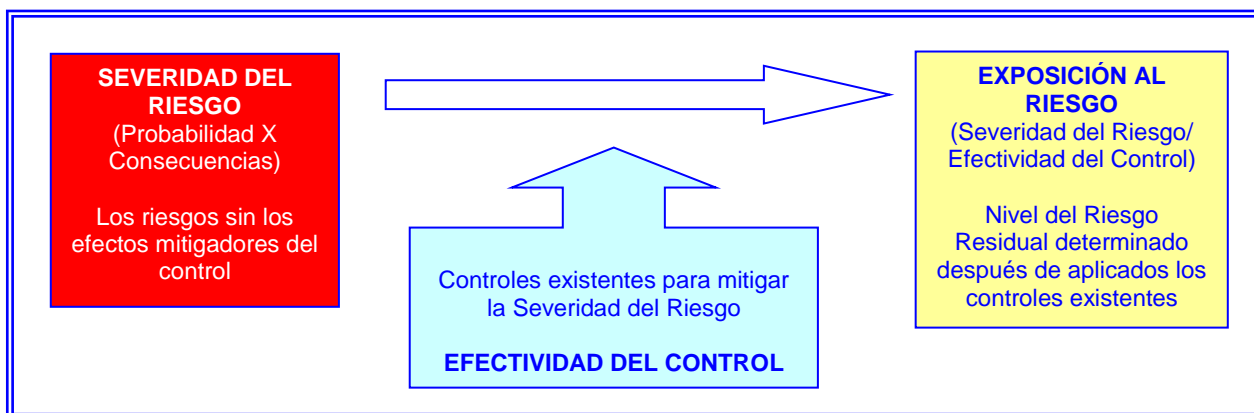 SEVERIDAD DEL
RIESGO
(Probabilidad X
Consecuencias)
Los riesgos sin los
efectos mitigadores del
control
Controles existentes para mitigar
la Severidad del Riesgo
EFECTIVIDAD DEL CONTROL
EXPOSICIÓN AL
RIESGO
(Severidad del Riesgo/
Efectividad del Control)
Nivel del Riesgo
Residual determinado
después de aplicados los
controles existentes